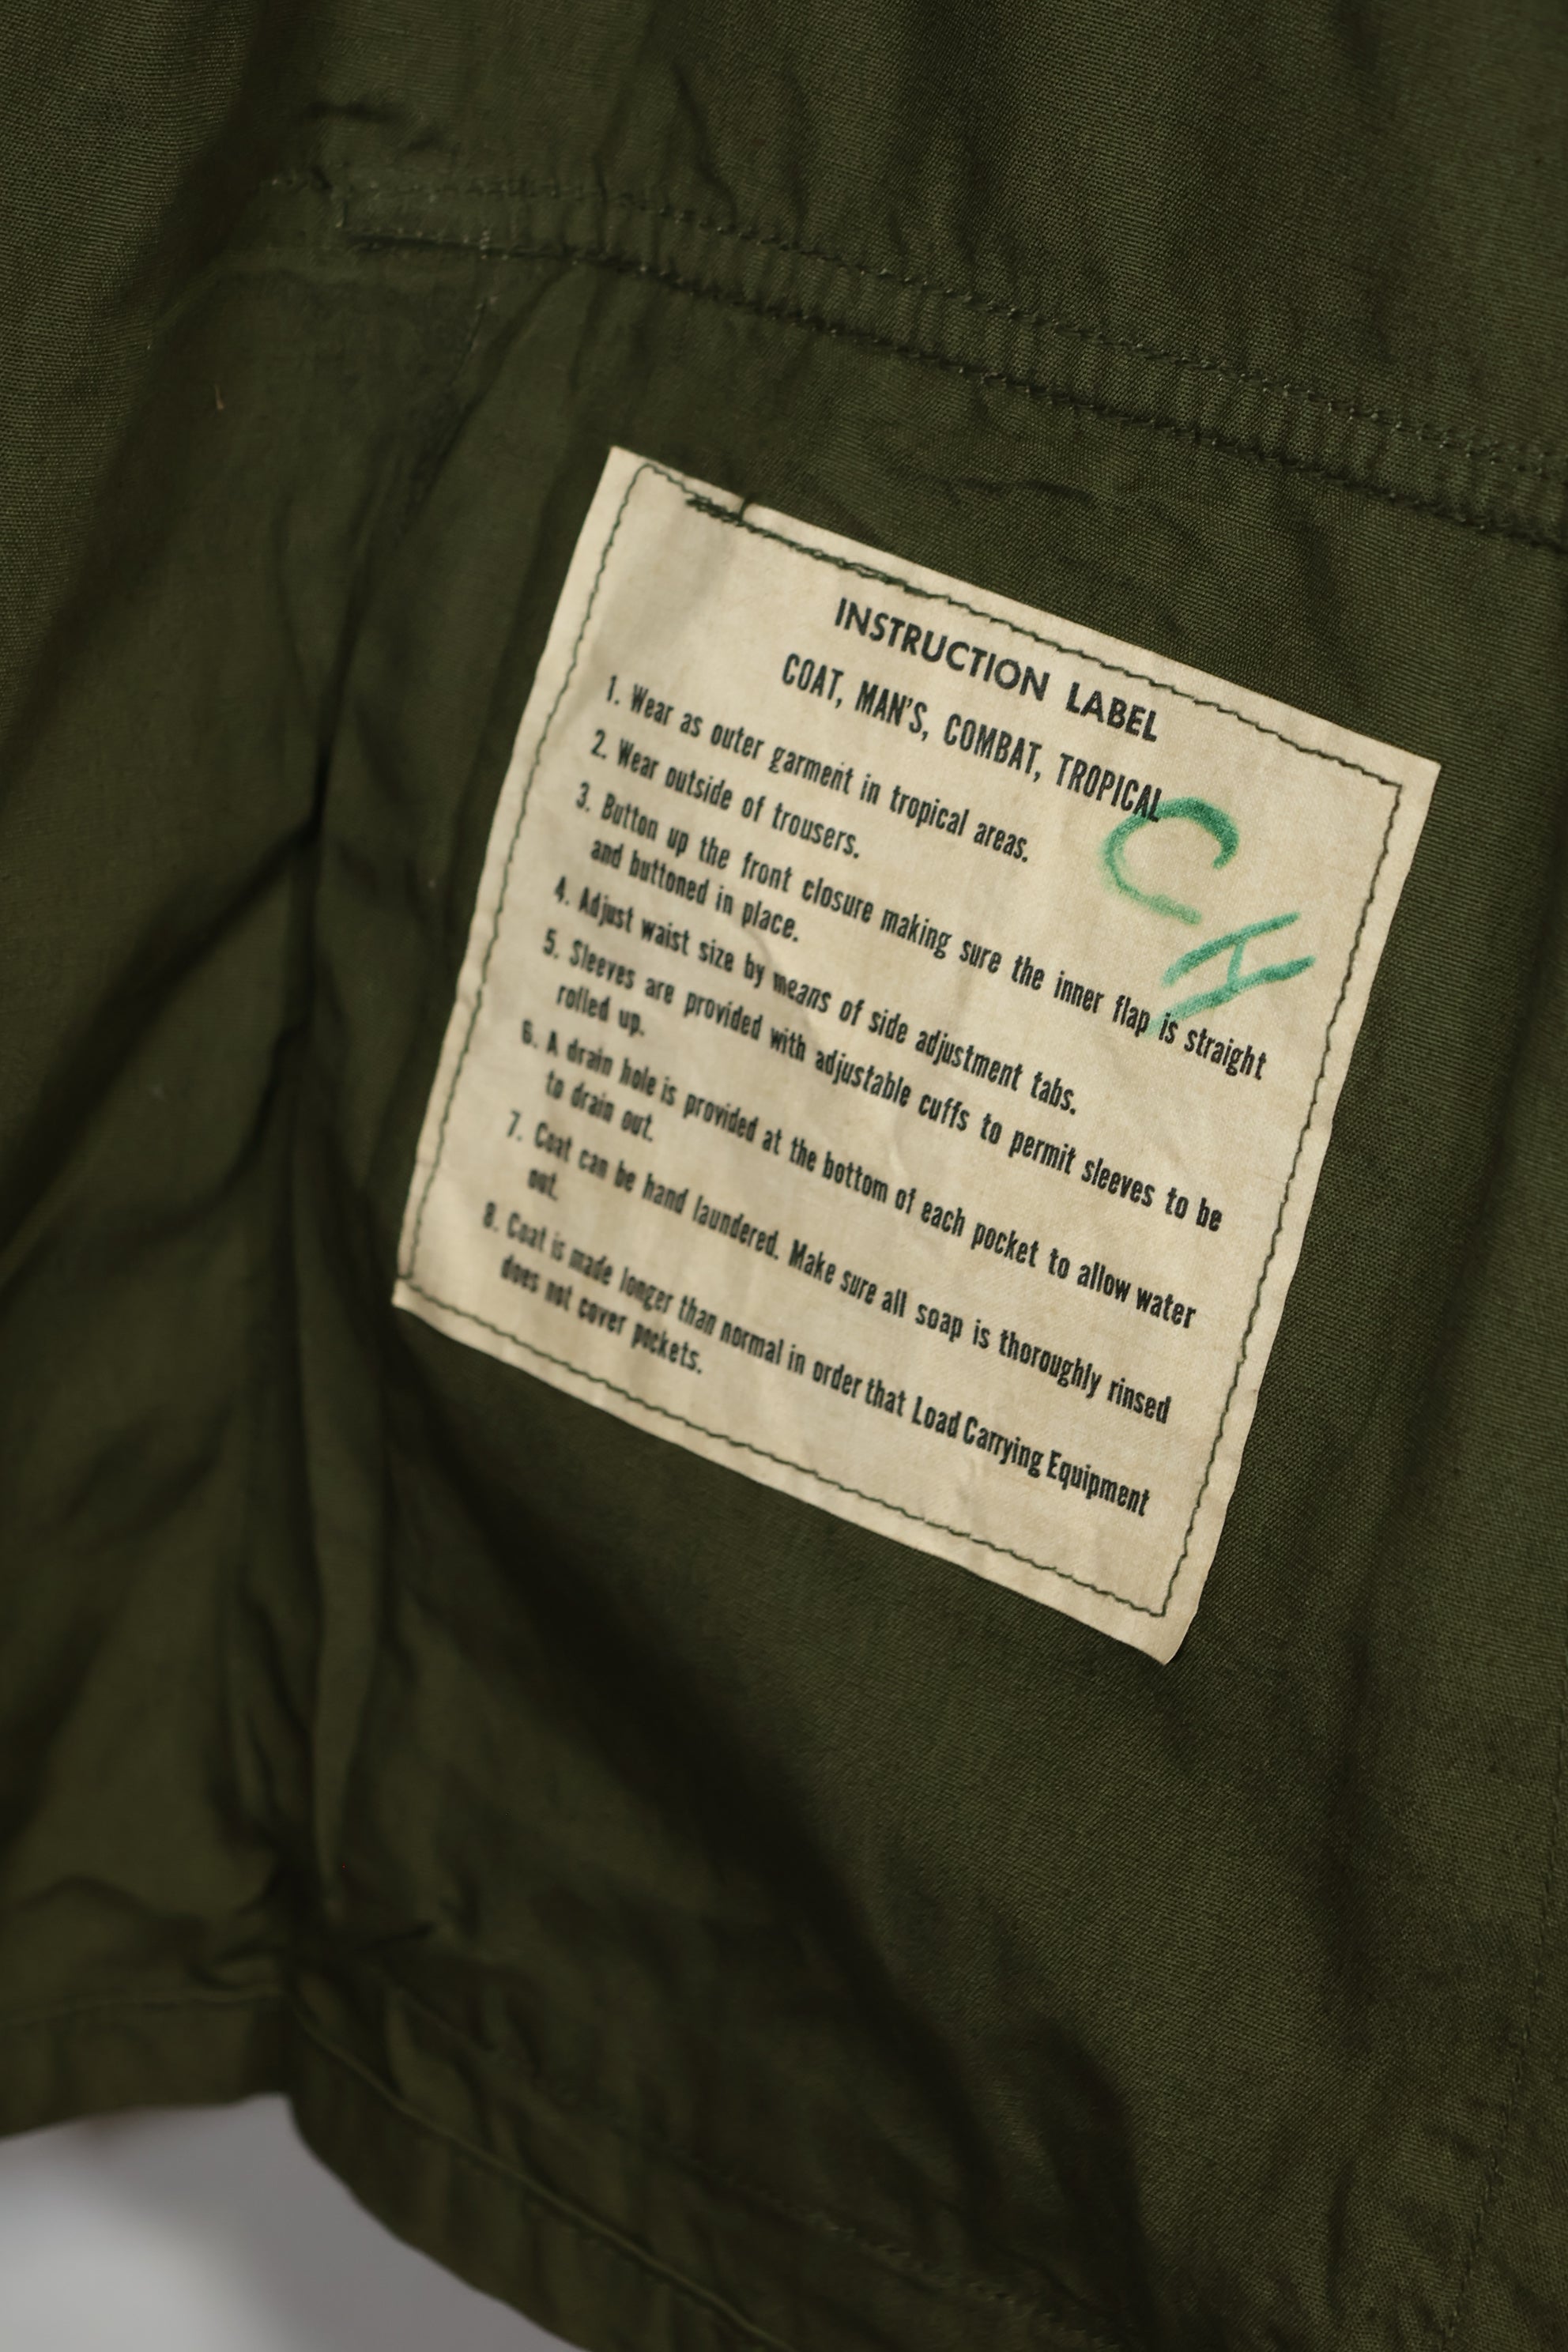 INSTRUCTION LABEL
COAT, MAN'S, COMBAT, TROPICAL
1. Wear as outer garment in tropical areas.
2. Wear outside of trousers.
3. Button up the front closure making sure the inner flap is straight
and buttoned in place.
4. Adjust waist size by means of side adjustment tabs.
5. Sleeves are provided with adjustable cuffs to permit sleeves to be
rolled up.
6. A drain hole is provided at the bottom of each pocket to allow water
to drain out.
7. Coat can be hand laundered. Make sure all soap is thoroughly rinsed
out.
8. Coat is made longer than normal in order that Load Carrying Equipment
does not cover pockets.
CH